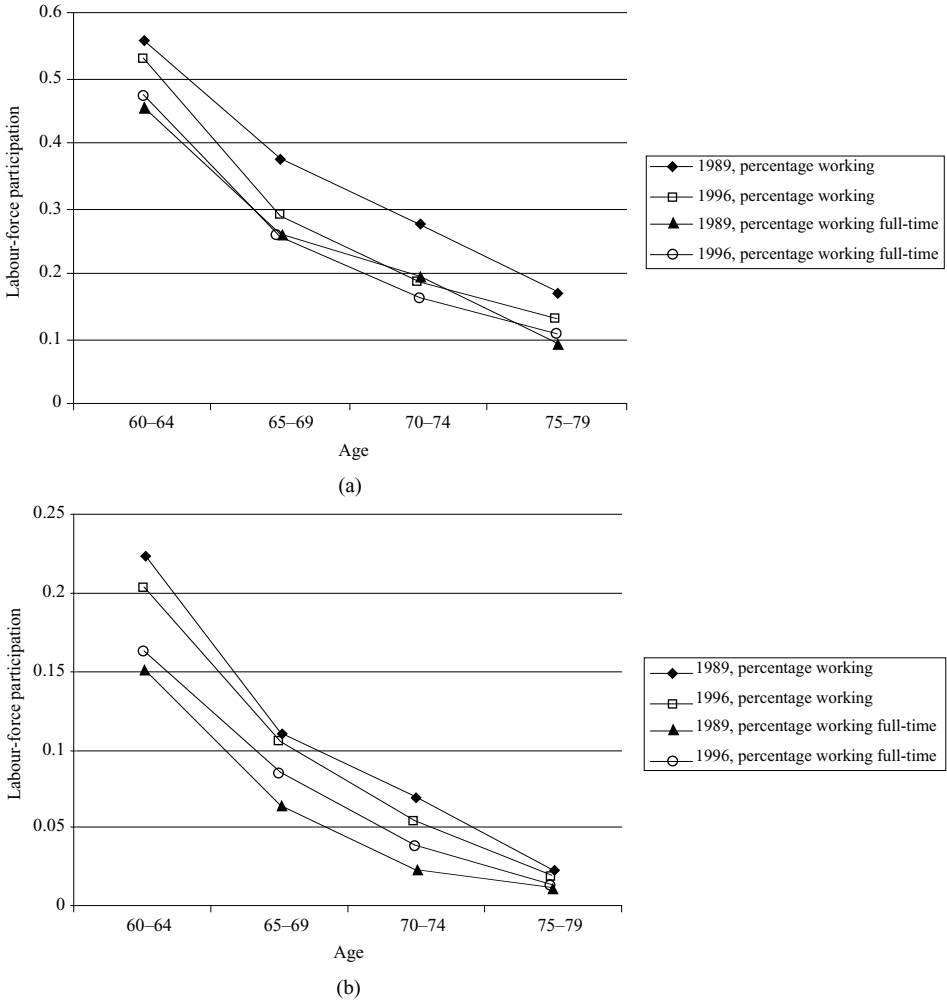 0.6
0.5
0.4
0.3
0.2
0.1
0
Labour-force participation
60–64
65–69
70–74
75–79
Age
(a)
1989, percentage working
1996, percentage working
1989, percentage working full-time
1996, percentage working full-time
0.25
0.2
0.15
0.1
0.05
0
Labour-force participation
60–64
65–69
70–74
75–79
Age
(b)
1989, percentage working
1996, percentage working
1989, percentage working full-time
1996, percentage working full-time